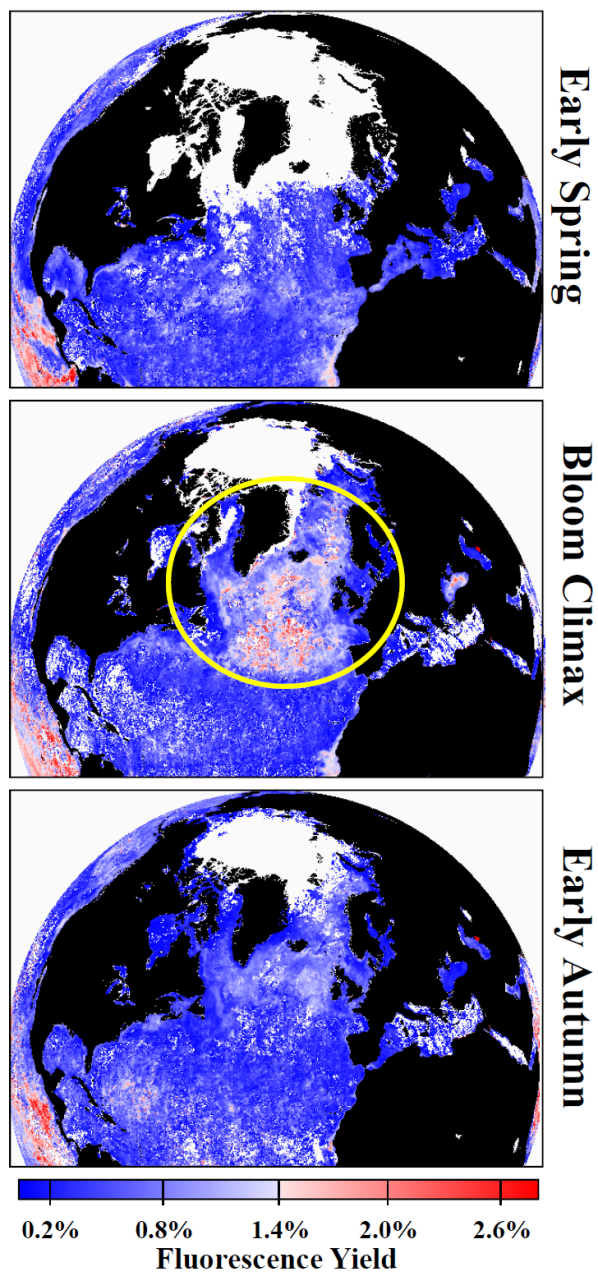 Early Spring
Bloom Climax
Early Autumn
0.2% 0.8% 1.4% 2.0% 2.6%
Fluorescence Yield